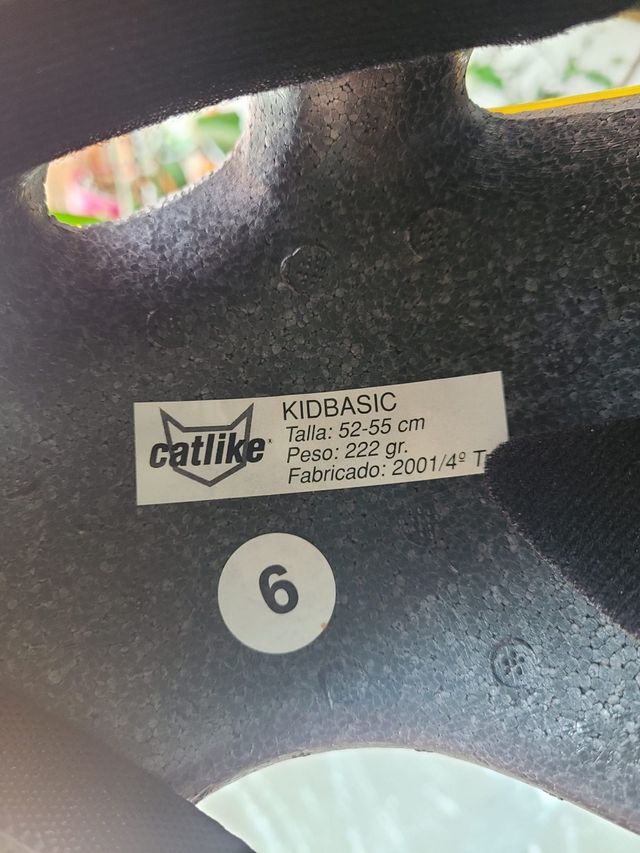 catlike
KIDBASIC
Talla: 52-55 cm
Peso: 222 gr.
Fabricado: 2001/4º T
6